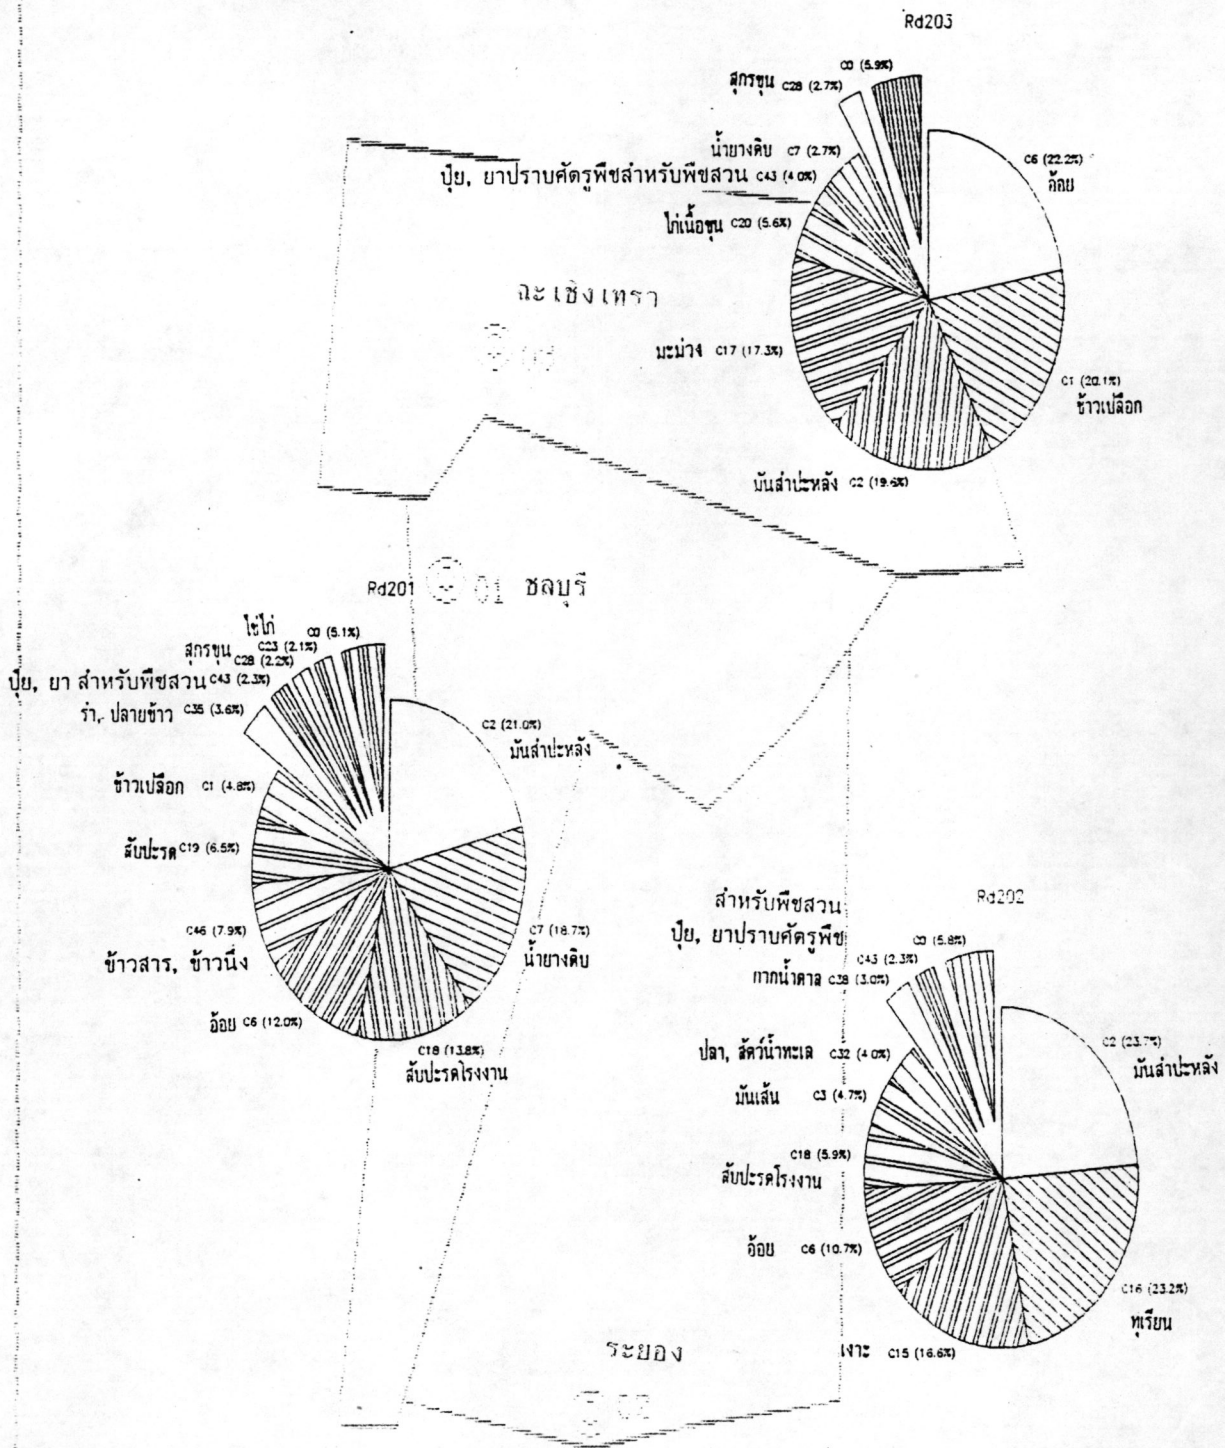 Rd203
C0 (5.9%)
สุกรขุน C28 (2.7%)
น้ำยางดิบ C7 (2.7%)
ปุ๋ย, ยาปราบศัตรูพืชสำหรับพืชสวน C43 (4.0%)
ไก่เนื้อขุน C20 (5.6%)
มะม่วง C17 (17.3%)
มันสำปะหลัง C2 (19.6%)
C6 (22.2%)
อ้อย
C1 (20.1%)
ข้าวเปลือก
ฉะเชิงเทรา
03
01 ชลบุรี
Rd201
C0 (5.1%)
ไข่ไก่ C23 (2.1%)
สุกรขุน C28 (2.2%)
ปุ๋ย, ยา สำหรับพืชสวน C43 (2.3%)
รำ, ปลายข้าว C35 (3.6%)
ข้าวเปลือก C1 (4.8%)
สับปะรด C19 (6.5%)
C46 (7.9%)
ข้าวสาร, ข้าวนึ่ง
อ้อย C6 (12.0%)
C18 (13.8%)
สับปะรดโรงงาน
C2 (21.0%)
มันสำปะหลัง
C7 (18.7%)
น้ำยางดิบ
Rd202
C0 (5.8%)
สำหรับพืชสวน
ปุ๋ย, ยาปราบศัตรูพืช C43 (2.3%)
กากน้ำตาล C38 (3.0%)
ปลา, สัตว์น้ำทะเล C32 (4.0%)
มันเส้น C3 (4.7%)
C18 (5.9%)
สับปะรดโรงงาน
อ้อย C6 (10.7%)
เงาะ C15 (16.6%)
C2 (23.7%)
มันสำปะหลัง
C16 (23.2%)
ทุเรียน
ระยอง
02